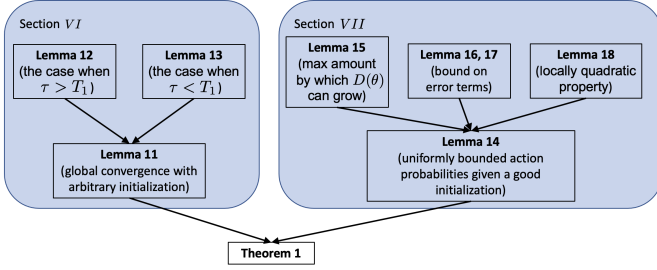 Section VI
Lemma 12
(the case when
τ > T₁)
Lemma 13
(the case when
τ < T₁)
Lemma 11
(global convergence with
arbitrary initialization)
Section VII
Lemma 15
(max amount
by which D(θ)
can grow)
Lemma 16, 17
(bound on
error terms)
Lemma 18
(locally quadratic
property)
Lemma 14
(uniformly bounded action
probabilities given a good
initialization)
Theorem 1